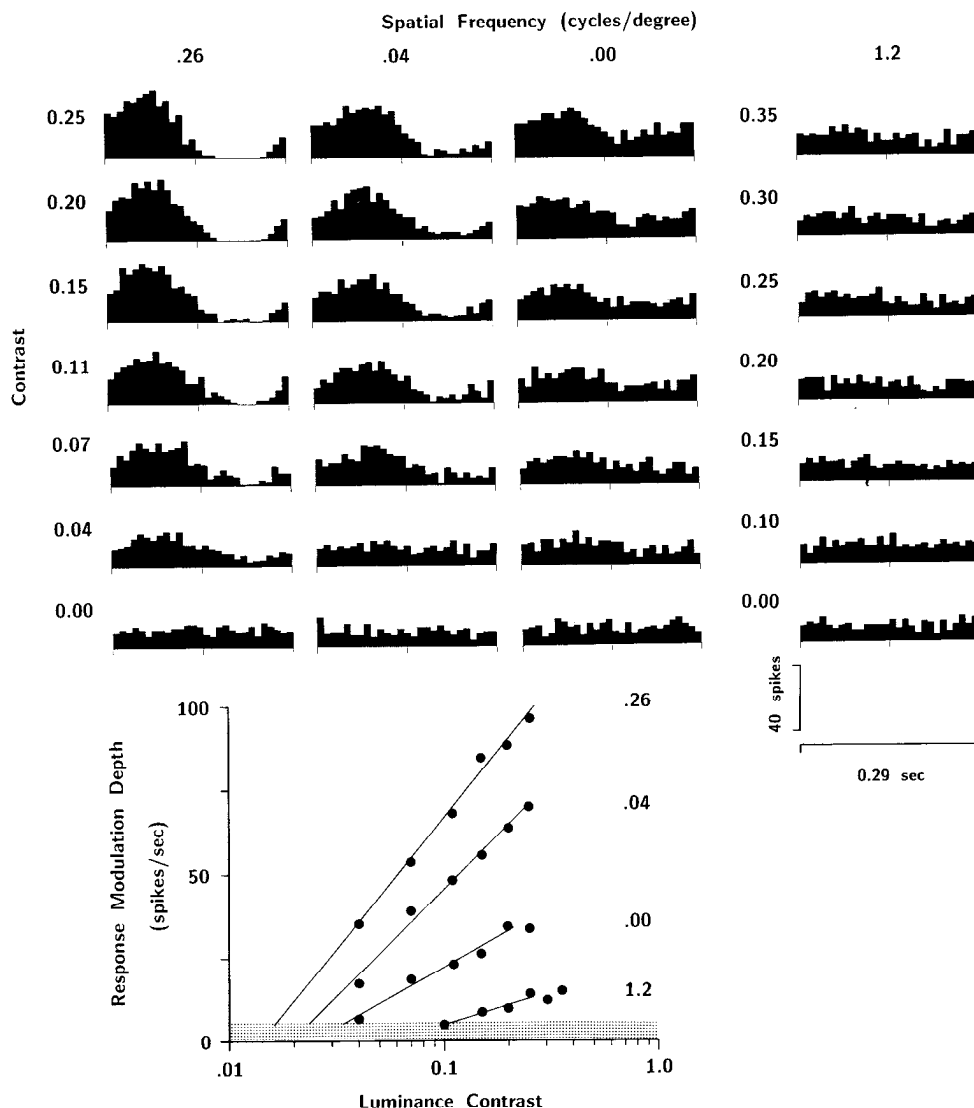 Spatial Frequency (cycles/degree)
.26 .04 .00 1.2
0.25 0.35
0.20 0.30
0.15 0.25
Contrast
0.11 0.20
0.07 0.15
0.04 0.10
0.00 0.00
40 spikes
0.29 sec
Response Modulation Depth
(spikes/sec)
100
50
0
.26
.04
.00
1.2
.01 0.1 1.0
Luminance Contrast